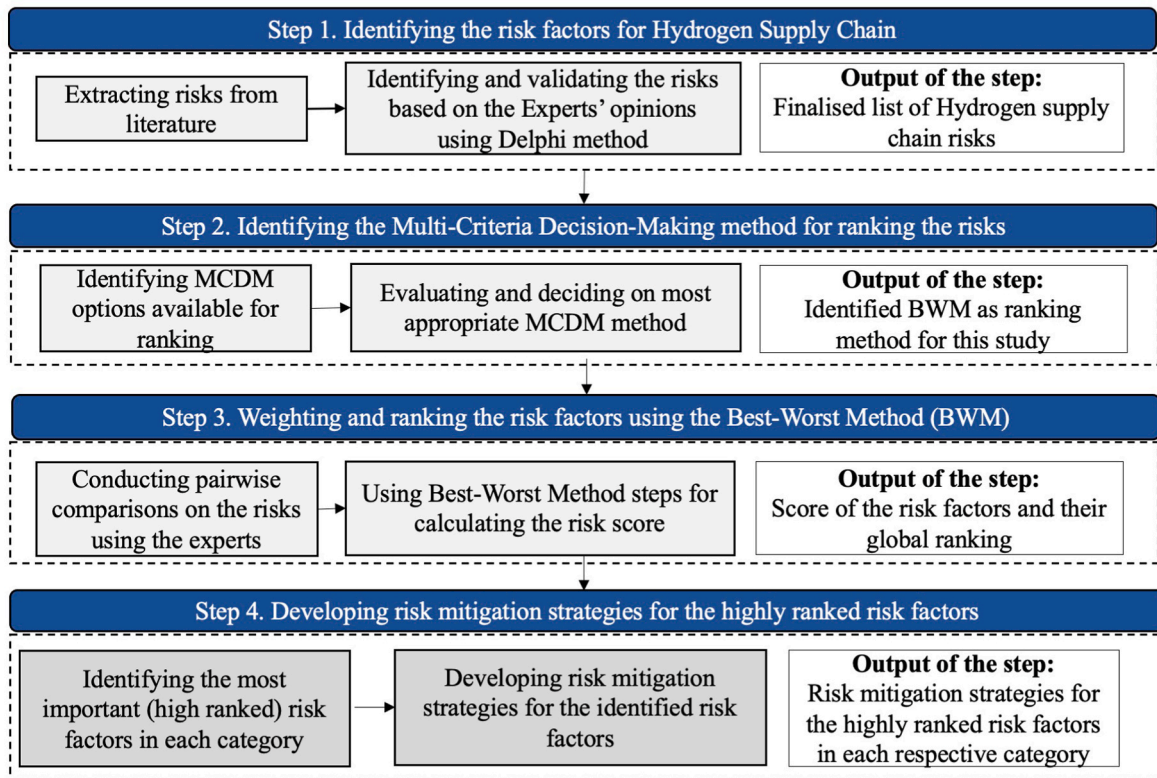 Step 1. Identifying the risk factors for Hydrogen Supply Chain
Extracting risks from
literature
Identifying and validating the risks
based on the Experts’ opinions
using Delphi method
Output of the step:
Finalised list of Hydrogen supply
chain risks
Step 2. Identifying the Multi-Criteria Decision-Making method for ranking the risks
Identifying MCDM
options available for
ranking
Evaluating and deciding on most
appropriate MCDM method
Output of the step:
Identified BWM as ranking
method for this study
Step 3. Weighting and ranking the risk factors using the Best-Worst Method (BWM)
Conducting pairwise
comparisons on the risks
using the experts
Using Best-Worst Method steps for
calculating the risk score
Output of the step:
Score of the risk factors and their
global ranking
Step 4. Developing risk mitigation strategies for the highly ranked risk factors
Identifying the most
important (high ranked) risk
factors in each category
Developing risk mitigation
strategies for the identified risk
factors
Output of the step:
Risk mitigation strategies for
the highly ranked risk factors
in each respective category